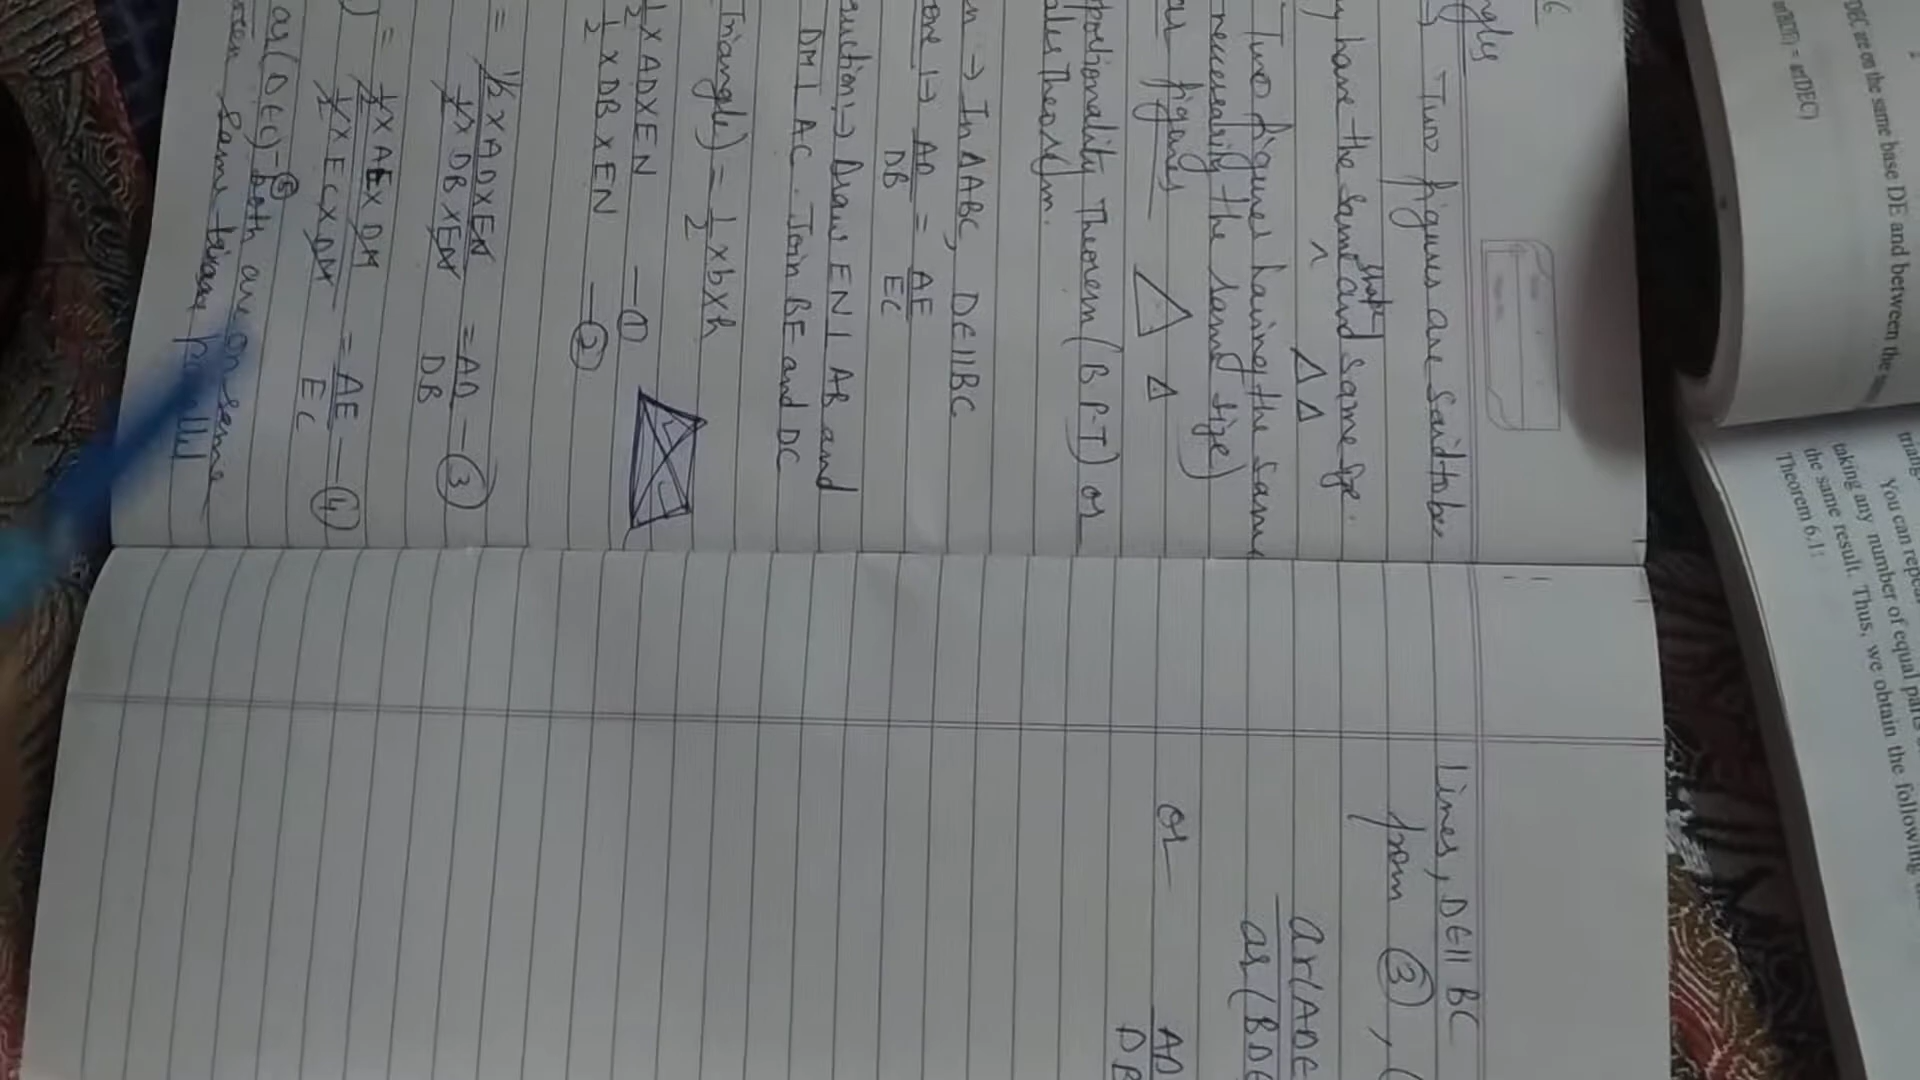 6
ngles
Two figures are said to be
y have the same and same size.
shape
^
Two figures having the same
necessarily the same size)
figures
portionality Theorem (B.P.T) or
ales Theorem.
n → In ΔABC, DE||BC
ove |→ AD/DB = AE/EC
uction:→ Draw EN⊥AB and
DM⊥AC. Join BE and DC
Triangle) = 1/2 × b × h
1/2 × AD × EN — ①
1/2 × DB × EN — ②
= 1/2 × AD × EN / 1/2 × DB × EN = AD/DB — ③
) = 1/2 × AE × DM / 1/2 × EC × DM = AE/EC — ④
ar(DEC) - ⑤ both are on same
same parallel
Lines, DE||BC
from ③, (
ar(ADE
ar(BDE
or
AD
DB
DEC are on the same base DE and between the
ar(BDE) = ar(DEC)
You can repeat
taking any number of equal parts
the same result. Thus, we obtain the following
Theorem 6.1: